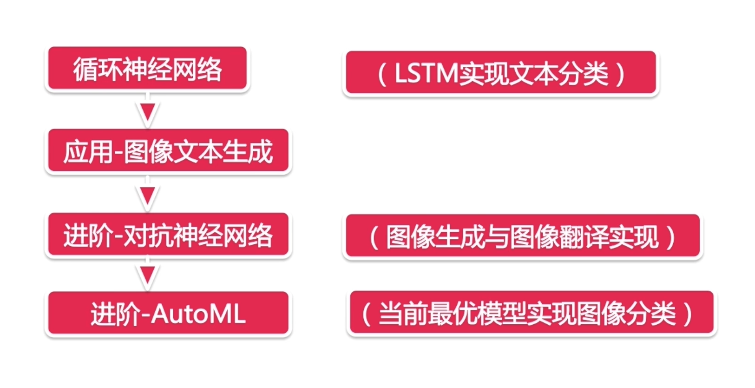 循环神经网络
（LSTM实现文本分类）
应用-图像文本生成
进阶-对抗神经网络
（图像生成与图像翻译实现）
进阶-AutoML
（当前最优模型实现图像分类）